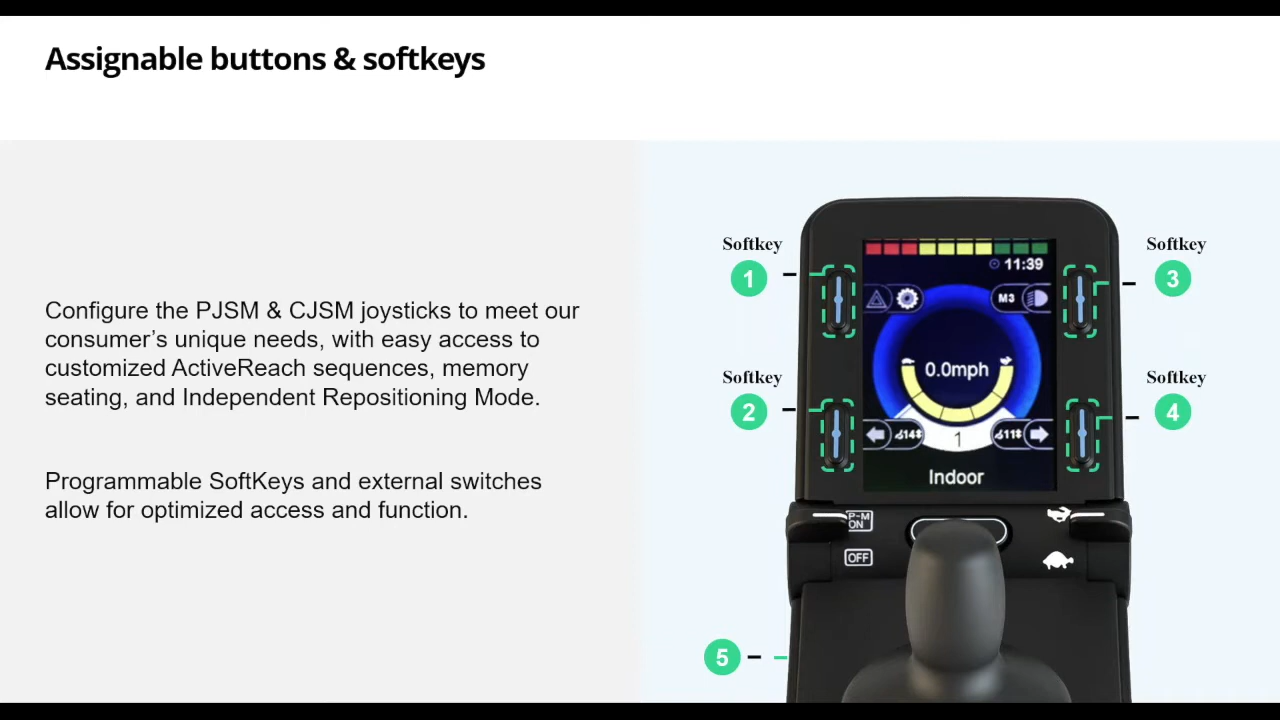 Assignable buttons & softkeys
Configure the PJSM & CJSM joysticks to meet our
consumer’s unique needs, with easy access to
customized ActiveReach sequences, memory
seating, and Independent Repositioning Mode.
Programmable SoftKeys and external switches
allow for optimized access and function.
Softkey
1
Softkey
3
Softkey
2
Softkey
4
5
11:39
M3
0.0mph
14
11
1
Indoor
P-M
ON
OFF